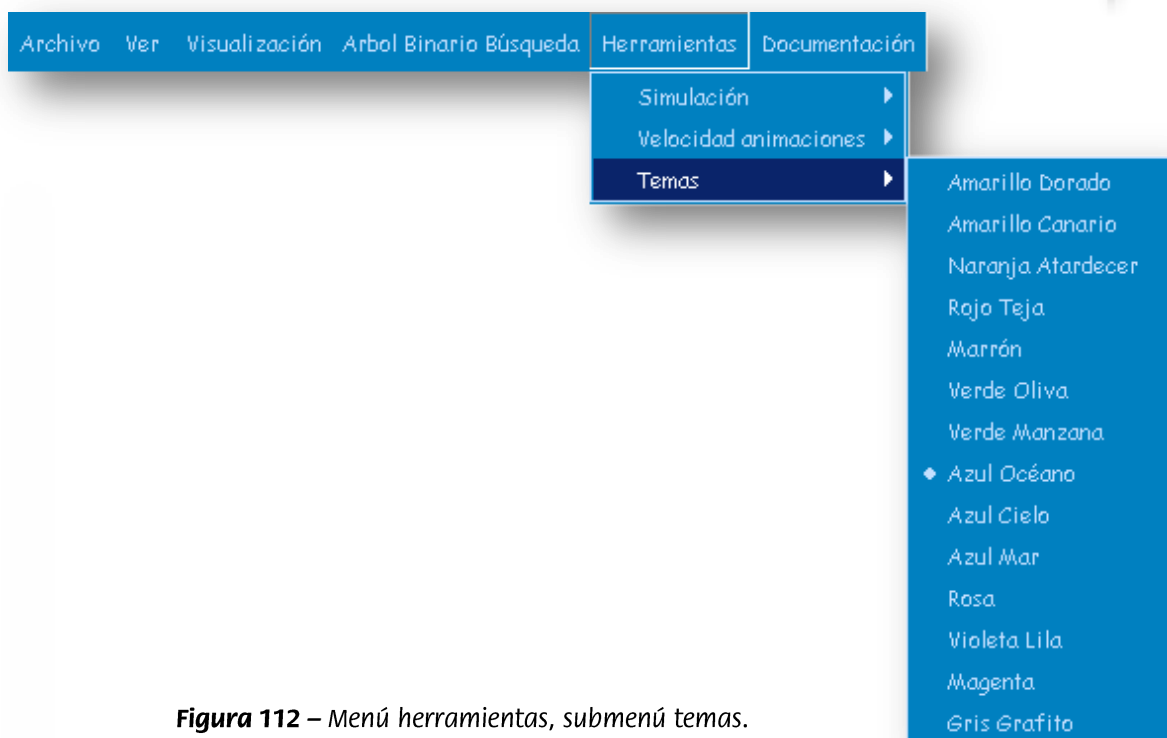 Archivo Ver Visualización Arbol Binario Búsqueda Herramientas Documentación
Simulación
Velocidad animaciones
Temas
Amarillo Dorado
Amarillo Canario
Naranja Atardecer
Rojo Teja
Marrón
Verde Oliva
Verde Manzana
Azul Océano
Azul Cielo
Azul Mar
Rosa
Violeta Lila
Magenta
Gris Grafito
Figura 112 – Menú herramientas, submenú temas.